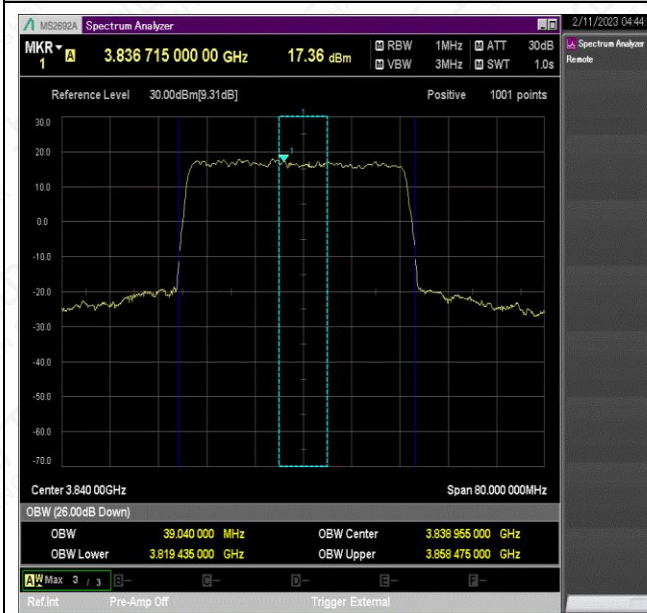 MS2692A Spectrum Analyzer 2/11/2023 04:44:
MKR 1 A 3.836 715 000 00 GHz 17.36 dBm RBW 1MHz ATT 30dB
VBW 3MHz SWT 1.0s
Spectrum Analyzer
Remote
Reference Level 30.00dBm[9.31dB] Positive 1001 points
30.0
1
20.0
10.0
0.0
-10.0
-20.0
-30.0
-40.0
-50.0
-60.0
-70.0
Center 3.840 00GHz Span 80.000 000MHz
OBW (26.00dB Down)
OBW 39.040 000 MHz OBW Center 3.838 955 000 GHz
OBW Lower 3.819 435 000 GHz OBW Upper 3.858 475 000 GHz
A W Max 3 / 3 B- C- D- E- F-
Ref.Int Pre-Amp Off Trigger External